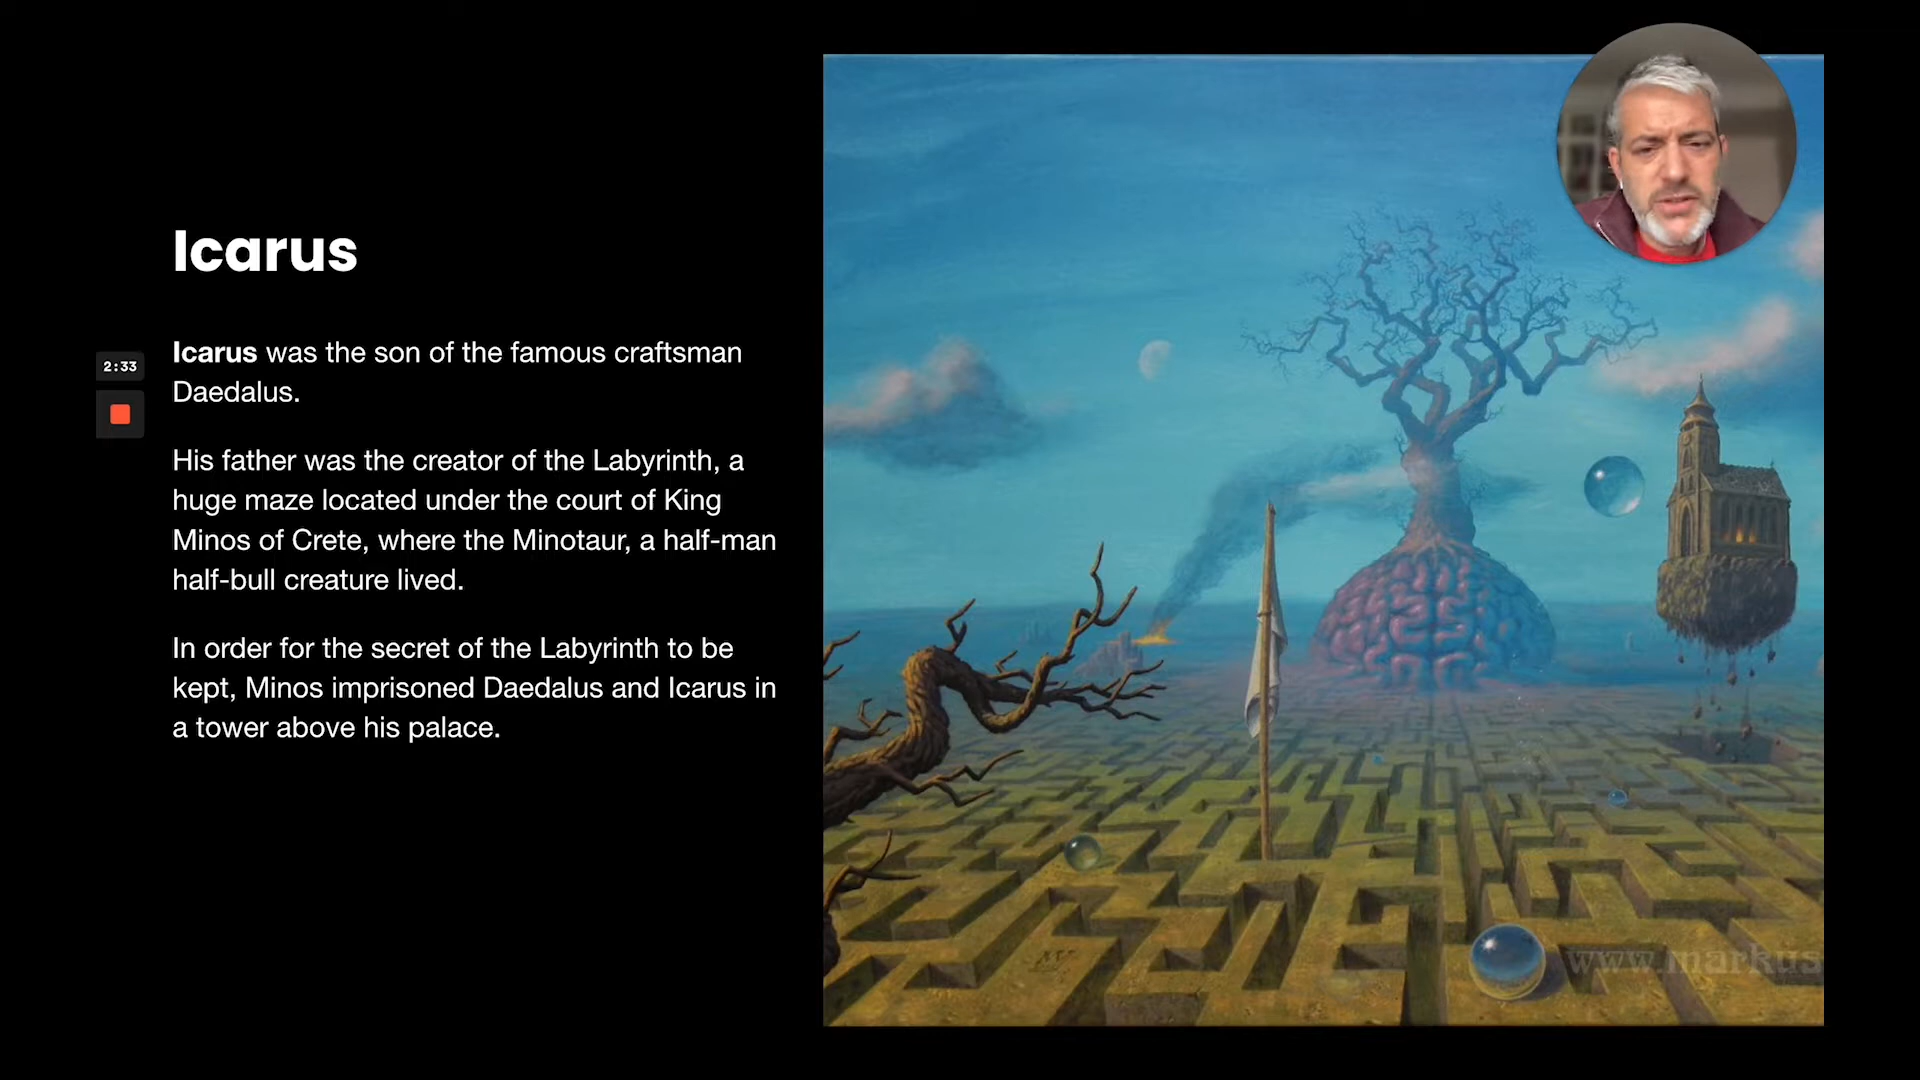 Icarus
Icarus was the son of the famous craftsman
Daedalus.
2:33
His father was the creator of the Labyrinth, a
huge maze located under the court of King
Minos of Crete, where the Minotaur, a half-man
half-bull creature lived.
In order for the secret of the Labyrinth to be
kept, Minos imprisoned Daedalus and Icarus in
a tower above his palace.
www.markus